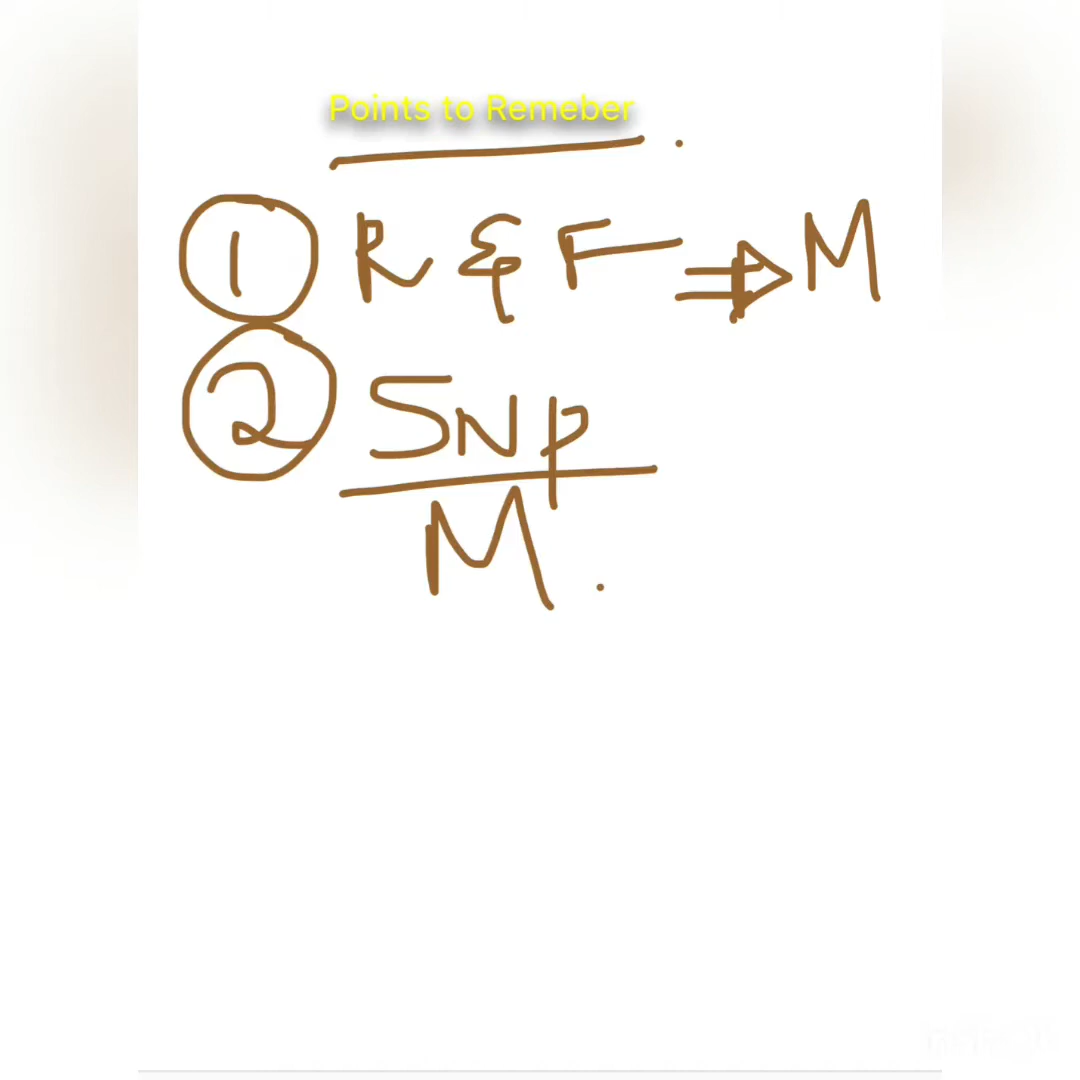 Points to Remeber
① R & F ⇒ M
② SNP
M.